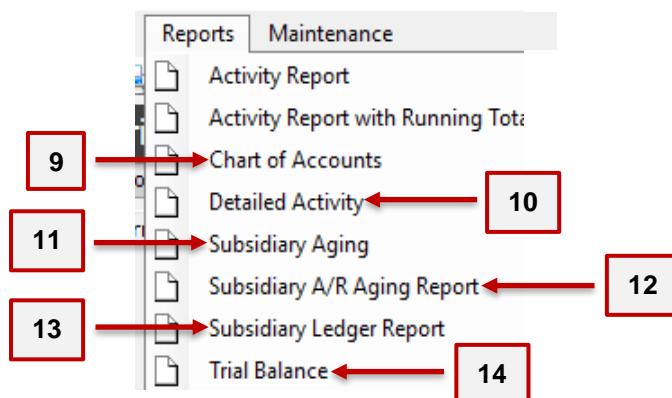 Reports Maintenance
Activity Report
Activity Report with Running Tota
9 Chart of Accounts
Detailed Activity 10
11 Subsidiary Aging
Subsidiary A/R Aging Report 12
13 Subsidiary Ledger Report
Trial Balance 14